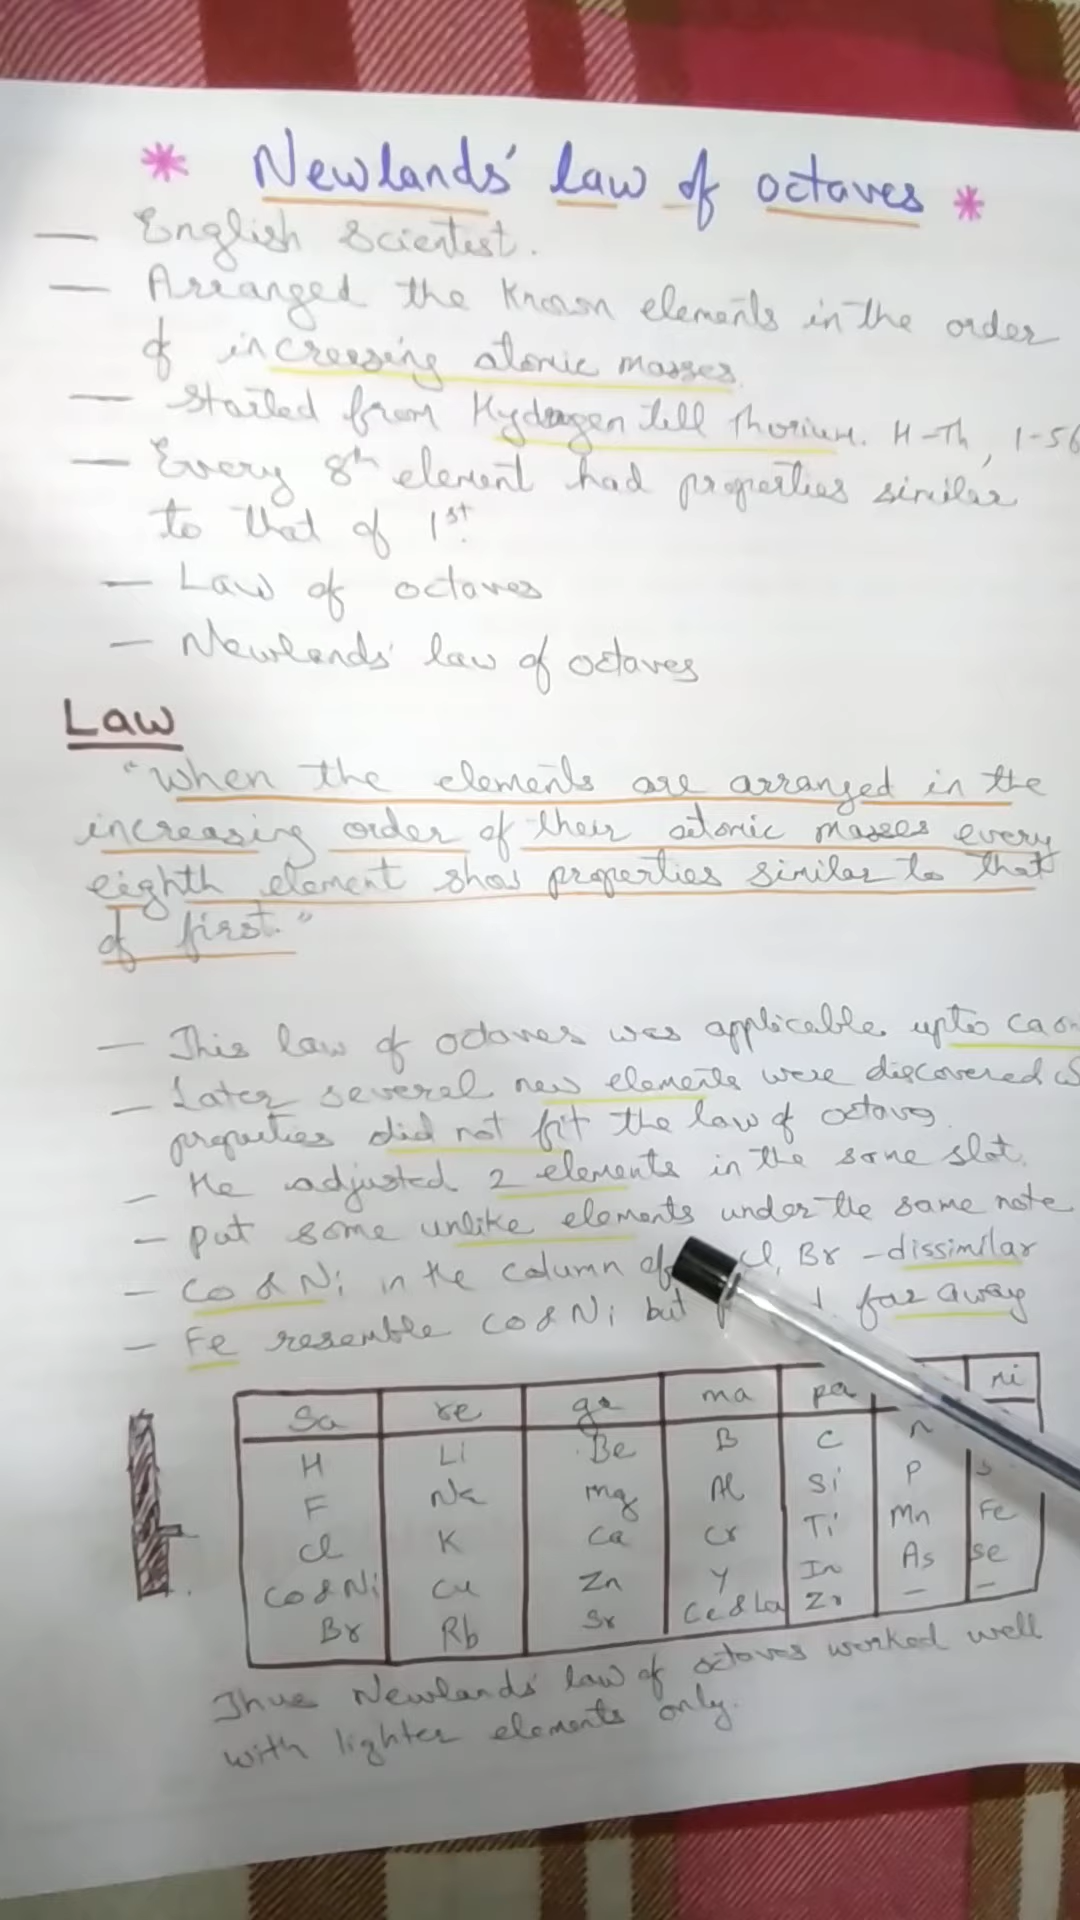 * Newlands' law of octaves *
— English Scientist.
— Arranged the Known elements in the order
of increasing atomic masses.
— Started from Hydrogen till Thorium. H-Th, 1-56
— Every 8th element had properties similar
to that of 1st.
— Law of octaves
— Newlands' law of octaves
Law
"When the elements are arranged in the
increasing order of their atomic masses every
eighth element show properties similar to that
of first."
— This law of octaves was applicable upto Ca
— Later several new elements were discovered
properties did not fit the law of octave.
— He adjusted 2 elements in the same slot.
— put some unlike elements under the same note
— Co & Ni in the column of Cl, Br - dissimilar
— Fe resemble Co & Ni but far away
Sa re ga ma pa ni
H Li Be B C N
F Na Mg Al Si P S
Cl K Ca Cr Ti Mn Fe
Co & Ni Cu Zn Y In As Se
Br Rb Sr Ce & La Zr — —
Thus Newlands' law of octaves worked well
with lighter elements only.